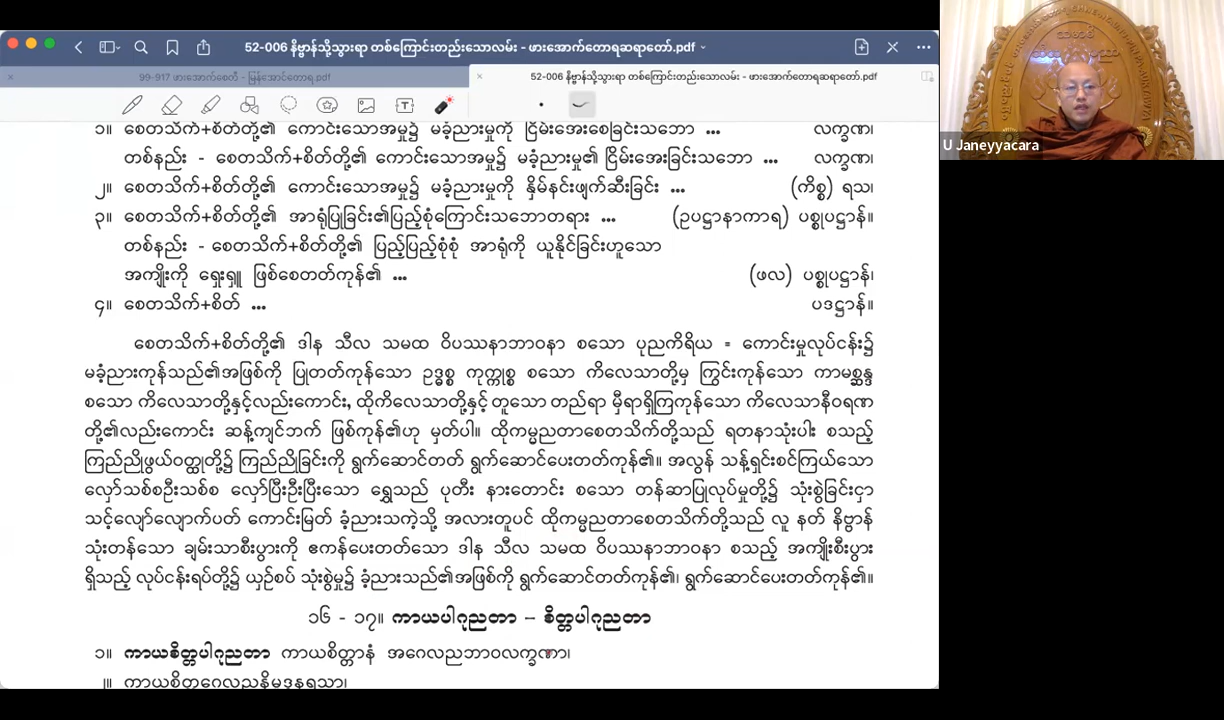 52-006 နိဗ္ဗာန်သို့သွားရာ တစ်ကြောင်းတည်းသောလမ်း - ဖားအောက်တောရဆရာတော်.pdf
99-917 ဖားအောက်စေတီ - မြန်အောင်တောရ.pdf
52-006 နိဗ္ဗာန်သို့သွားရာ တစ်ကြောင်းတည်းသောလမ်း - ဖားအောက်တောရဆရာတော်.pdf
၁။ စေတသိက်+စိတ်တို့၏ ကောင်းသောအမှု၌ မခံ့ညားမှုကို ငြိမ်းအေးစေခြင်းသဘော ... လက္ခဏ၊
တစ်နည်း - စေတသိက်+စိတ်တို့၏ ကောင်းသောအမှု၌ မခံ့ညားမှု၏ ငြိမ်းအေးခြင်းသဘော ... လက္ခဏ၊
၂။ စေတသိက်+စိတ်တို့၏ ကောင်းသောအမှု၌ မခံ့ညားမှုကို နှိမ်နင်းဖျက်ဆီးခြင်း ... (ကိစ္စ) ရသ၊
၃။ စေတသိက်+စိတ်တို့၏ အာရုံပြုခြင်း၏ပြည့်စုံကြောင်းသဘောတရား ... (ဥပဋ္ဌာနာကာရ) ပစ္စုပဋ္ဌာန်။
တစ်နည်း - စေတသိက်+စိတ်တို့၏ ပြည့်ပြည့်စုံစုံ အာရုံကို ယူနိုင်ခြင်းဟူသော
အကျိုးကို ရှေးရှု ဖြစ်စေတတ်ကုန်၏ ... (ဖလ) ပစ္စုပဋ္ဌာန်၊
၄။ စေတသိက်+စိတ် ... ပဒဋ္ဌာန်။
စေတသိက်+စိတ်တို့၏ ဒါန သီလ သမထ ဝိပဿနာဘာဝနာ စသော ပုညကိရိယ = ကောင်းမှုလုပ်ငန်း၌
မခံ့ညားကုန်သည်၏အဖြစ်ကို ပြုတတ်ကုန်သော ဥဒ္ဓစ္စ ကုက္ကုစ္စ စသော ကိလေသာတို့မှ ကြွင်းကုန်သော ကာမစ္ဆန္ဒ
စသော ကိလေသာတို့နှင့်လည်းကောင်း, ထိုကိလေသာတို့နှင့် တူသော တည်ရာ မှီရာရှိကြကုန်သော ကိလေသာနီဝရဏ
တို့၏လည်းကောင်း ဆန့်ကျင်ဘက် ဖြစ်ကုန်၏ဟု မှတ်ပါ။ ထိုကမ္မညတာစေတသိက်တို့သည် ရတနာသုံးပါး စသည့်
ကြည်ညိုဖွယ်ဝတ္ထုတို့၌ ကြည်ညိုခြင်းကို ရွက်ဆောင်တတ် ရွက်ဆောင်ပေးတတ်ကုန်၏။ အလွန် သန့်ရှင်းစင်ကြယ်သော
လှော်သစ်စဦးသစ်စ လှော်ပြီးဦးပြီးသော ရွှေသည် ပုတီး နားတောင်း စသော တန်ဆာပြုလုပ်မှုတို့၌ သုံးစွဲခြင်းငှာ
သင့်လျော်လျောက်ပတ် ကောင်းမြတ် ခံ့ညားသကဲ့သို့ အလားတူပင် ထိုကမ္မညတာစေတသိက်တို့သည် လူ နတ် နိဗ္ဗာန်
သုံးတန်သော ချမ်းသာစီးပွားကို ဧကန်ပေးတတ်သော ဒါန သီလ သမထ ဝိပဿနာဘာဝနာ စသည့် အကျိုးစီးပွား
ရှိသည့် လုပ်ငန်းရပ်တို့၌ ယှဉ်စပ် သုံးစွဲမှု၌ ခံ့ညားသည်၏အဖြစ်ကို ရွက်ဆောင်တတ်ကုန်၏၊ ရွက်ဆောင်ပေးတတ်ကုန်၏။
၁၆ - ၁၇။ ကာယပါဂုညတာ – စိတ္တပါဂုညတာ
၁။ ကာယစိတ္တပါဂုညတာ ကာယစိတ္တာနံ အဂေလညဘာဝလက္ခဏာ၊
၂။ ကာယစိတ္တဂေလညနိမ္မဒ္ဒနရသာ၊
U Janeyyacara